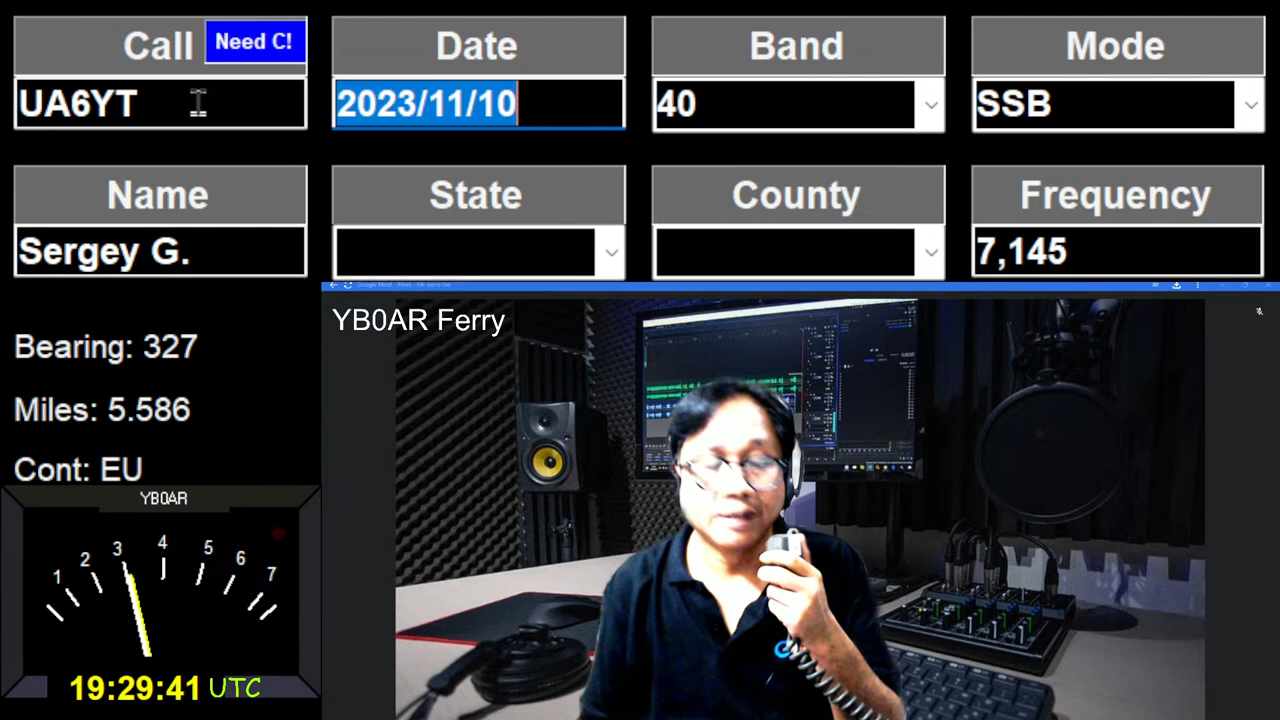 Call
Need C!
Date
Band
Mode
UA6YT
2023/11/10
40
SSB
Name
State
County
Frequency
Sergey G.
7,145
YB0AR Ferry
Bearing: 327
Miles: 5.586
Cont: EU
YB0AR
1 2 3 4 5 6 7
19:29:41 UTC